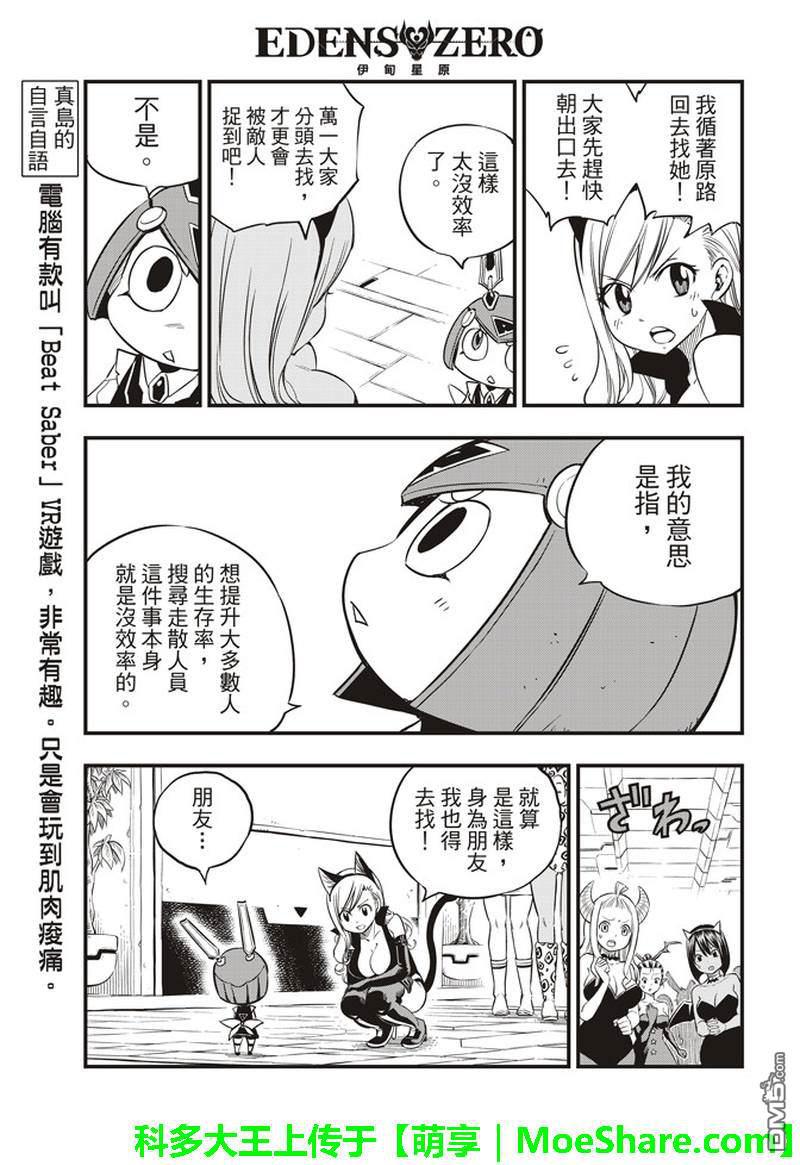 EDENS ZERO
伊甸星原
真島的
自言自語
電腦有款叫「Beat Saber」VR遊戲，非常有趣。只是會玩到肌肉痠痛。
我循著原路
回去找她！
大家先趕快
朝出口去！
這樣
太沒效率
了。
萬一大家
分頭去找，
才更會
被敵人
捉到吧！
不是。
我的意思
是指，
想提升大多數人
的生存率，
搜尋走散人員
這件事本身
就是沒效率的。
ざわっ
就算
是這樣，
身為朋友
我也得
去找！
朋友…
DM5.com
科多大王上传于【萌享 | MoeShare.com】